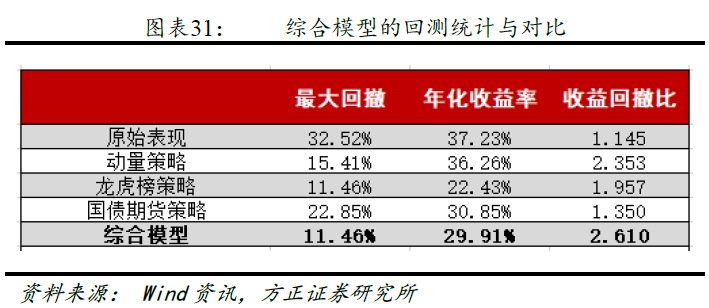 图表31： 综合模型的回测统计与对比
最大回撤 年化收益率 收益回撤比
原始表现 32.52% 37.23% 1.145
动量策略 15.41% 36.26% 2.353
龙虎榜策略 11.46% 22.43% 1.957
国债期货策略 22.85% 30.85% 1.350
综合模型 11.46% 29.91% 2.610
资料来源： Wind资讯，方正证券研究所